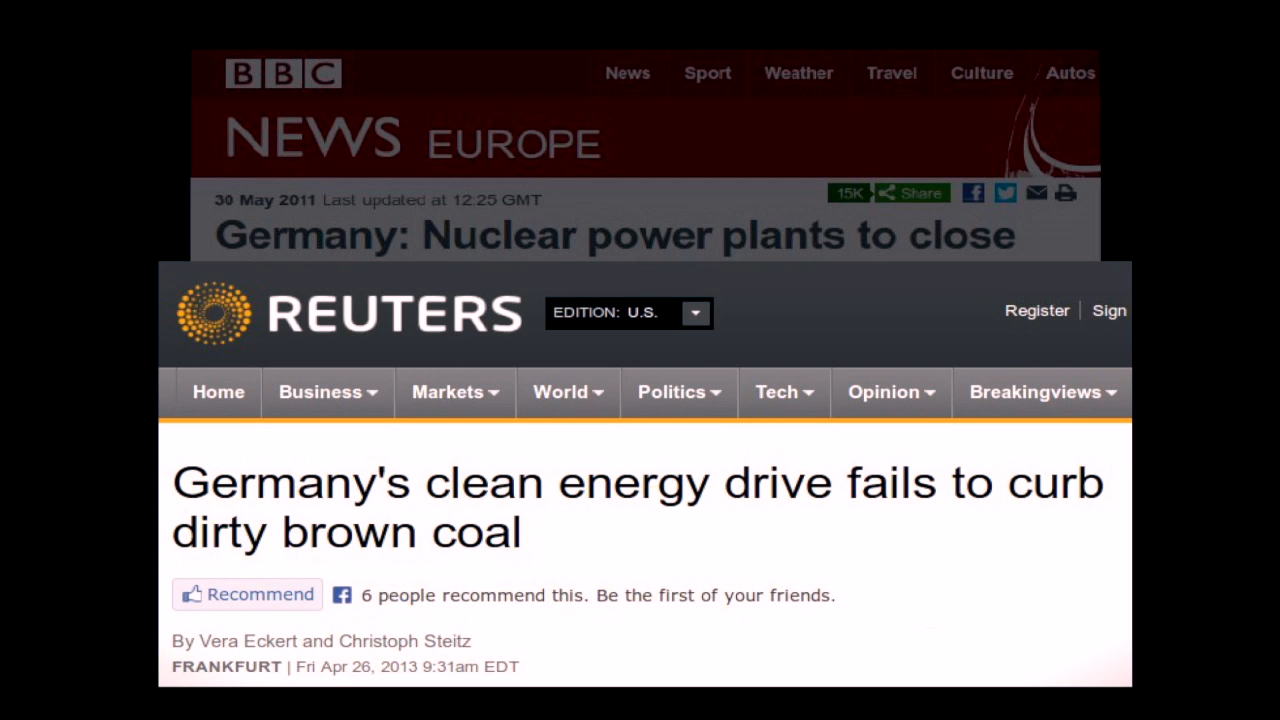 BBC News Sport Weather Travel Culture Autos
NEWS EUROPE
15K Share
30 May 2011 Last updated at 12:25 GMT
Germany: Nuclear power plants to close
REUTERS EDITION: U.S. Register Sign
Home Business Markets World Politics Tech Opinion Breakingviews
Germany's clean energy drive fails to curb
dirty brown coal
Recommend 6 people recommend this. Be the first of your friends.
By Vera Eckert and Christoph Steitz
FRANKFURT | Fri Apr 26, 2013 9:31am EDT